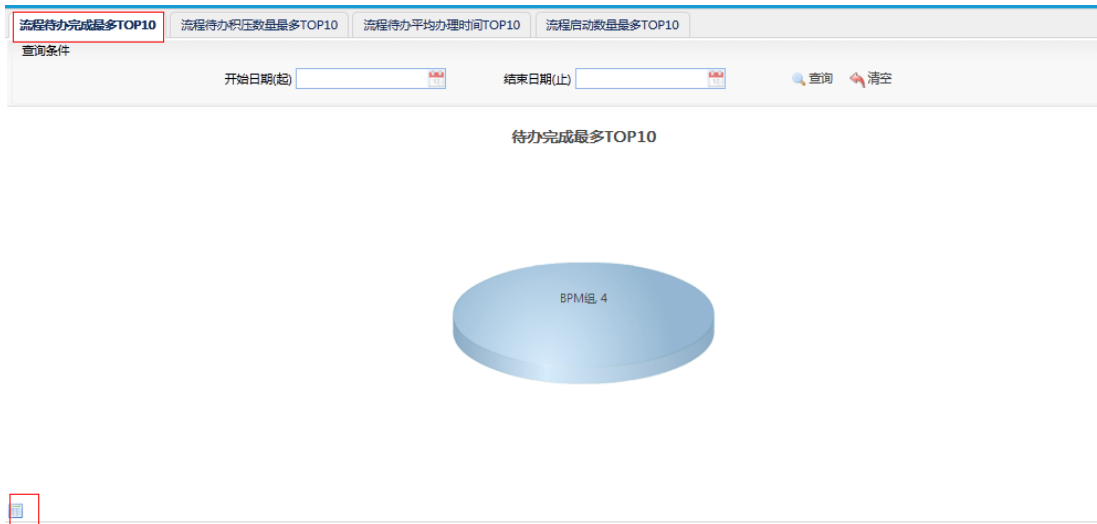 流程待办完成最多TOP10 流程待办积压数量最多TOP10 流程待办平均办理时间TOP10 流程启动数量最多TOP10
查询条件
开始日期(起) 结束日期(止) 查询 清空
待办完成最多TOP10
BPM组, 4